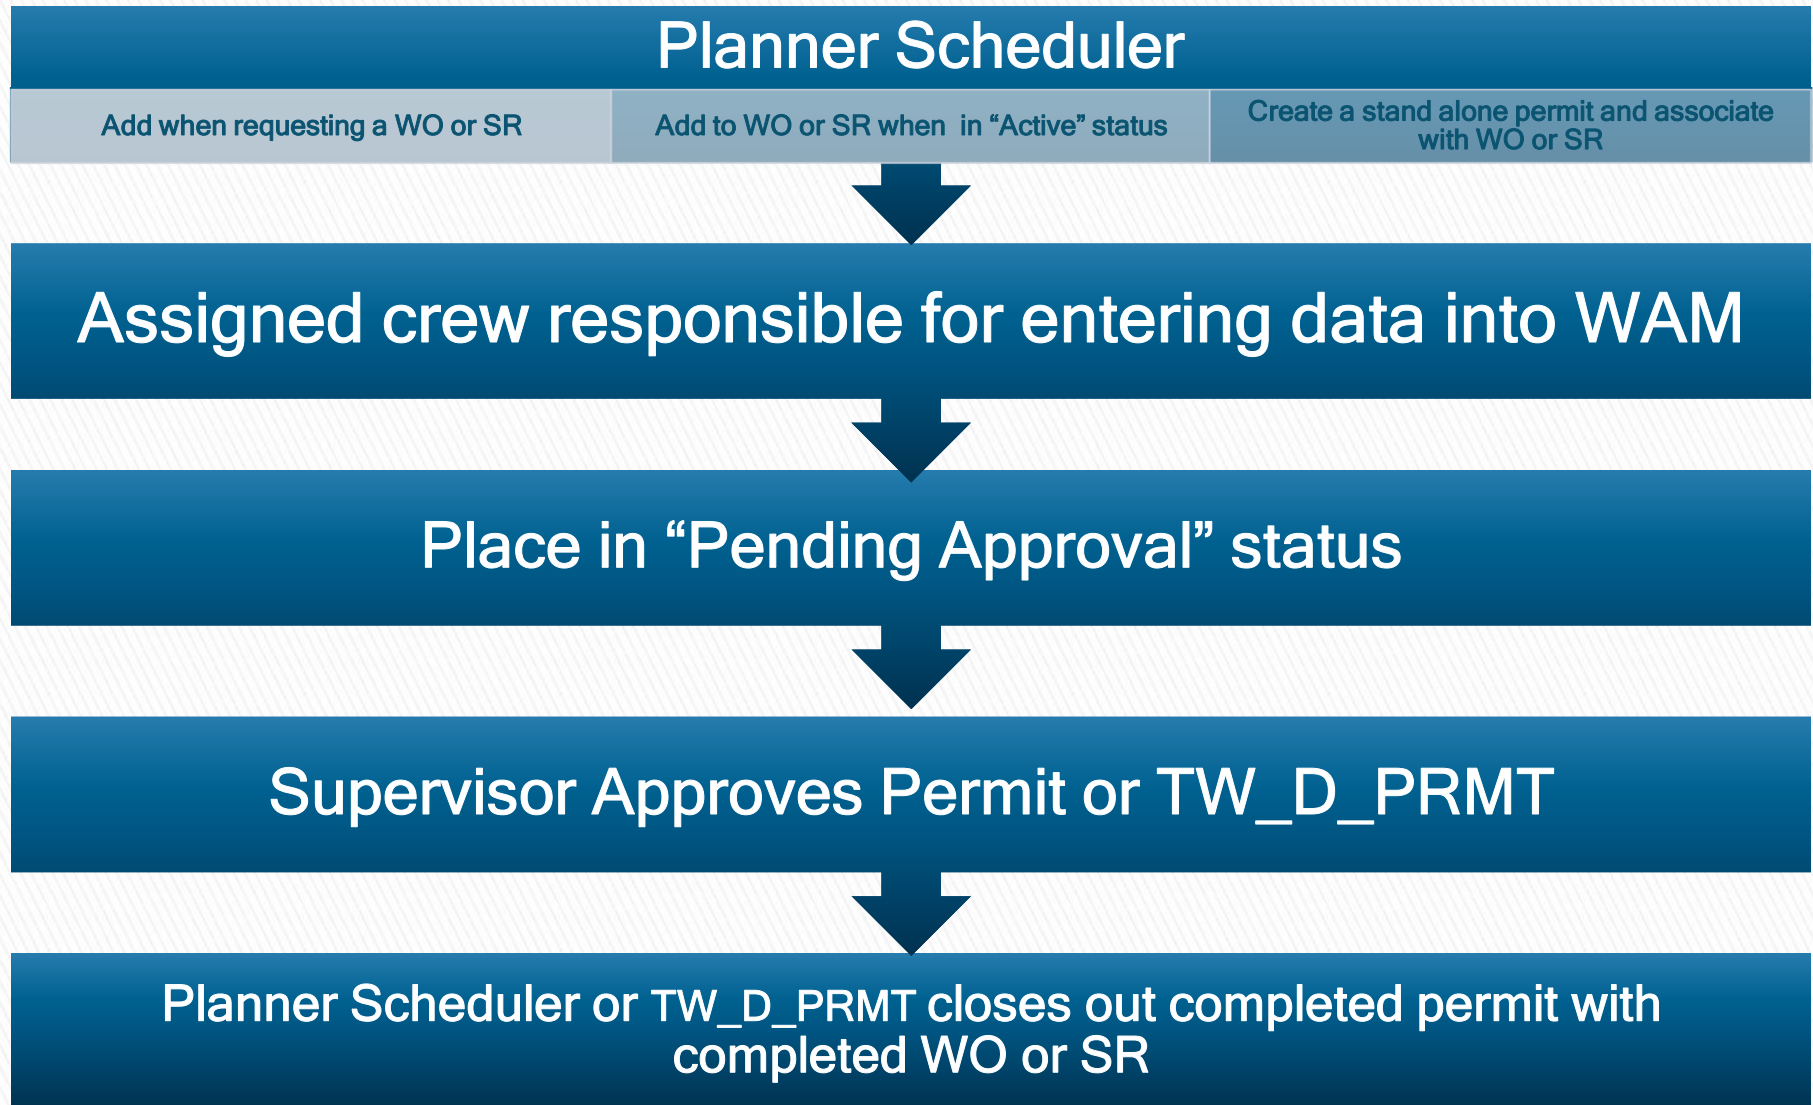 Planner Scheduler
Add when requesting a WO or SR
Add to WO or SR when in “Active” status
Create a stand alone permit and associate
with WO or SR
Assigned crew responsible for entering data into WAM
Place in “Pending Approval” status
Supervisor Approves Permit or TW_D_PRMT
Planner Scheduler or TW_D_PRMT closes out completed permit with
completed WO or SR